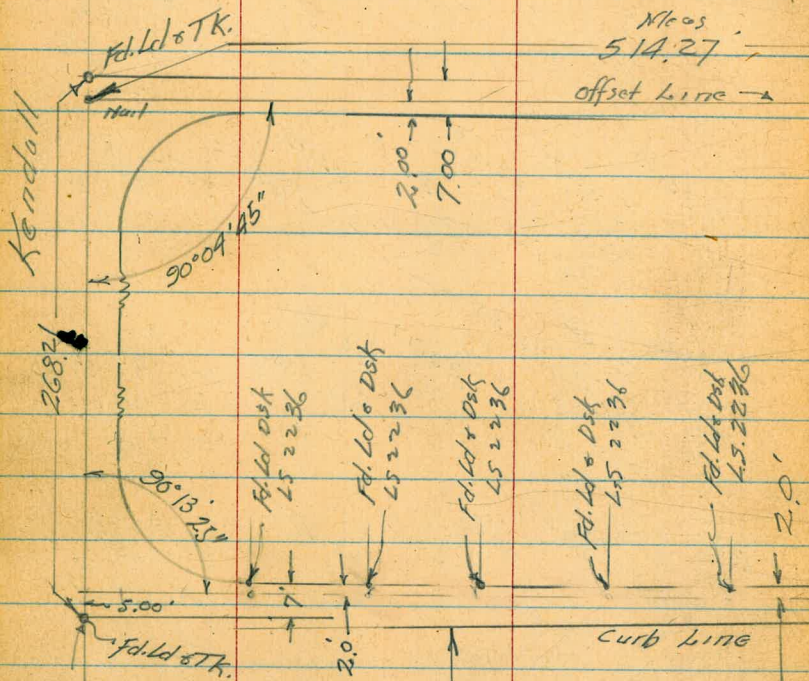 Fd. Ld & TK.
Meas
514.27'
Offset Line
Nail
Kendall
2.00'
7.00
90°04'45"
268.21
Fd. Ld Dsk
LS 2236
Fd. Ld & Dsk
LS 2236
Fd. Ld & Dsk
LS 2236
Fd. Ld & Dsk
LS 2236
Fd. Ld & Dsk
LS. 2236
90°13'23"
2.0'
5.00'
7'
2.0'
Curb Line
Fd. Ld & TK.